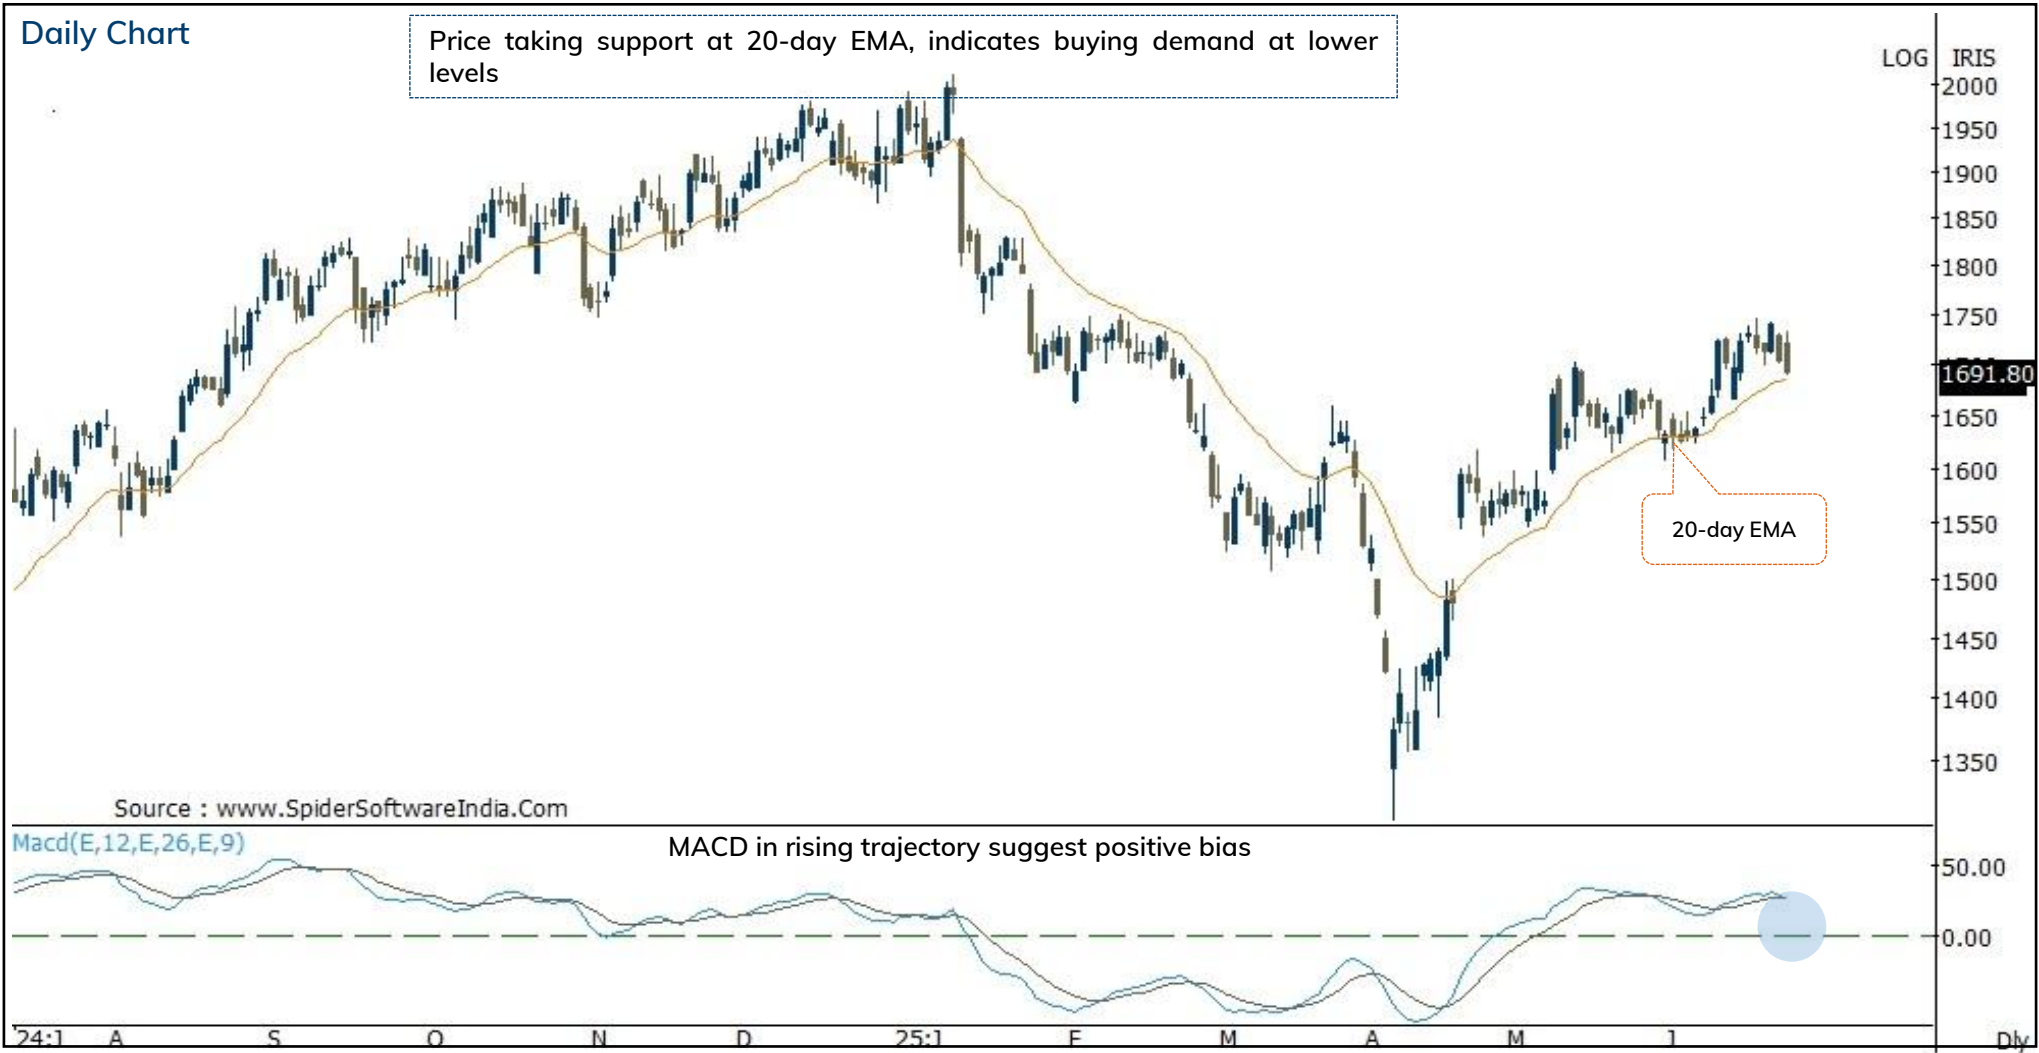 Daily Chart
Price taking support at 20-day EMA, indicates buying demand at lower
levels
LOG
IRIS
2000
1950
1900
1850
1800
1750
1691.80
1650
1600
1550
1500
1450
1400
1350
20-day EMA
Source : www.SpiderSoftwareIndia.Com
Macd(E,12,E,26,E,9)
MACD in rising trajectory suggest positive bias
50.00
0.00
24:J A S O N D 25:J F M A M J Dly